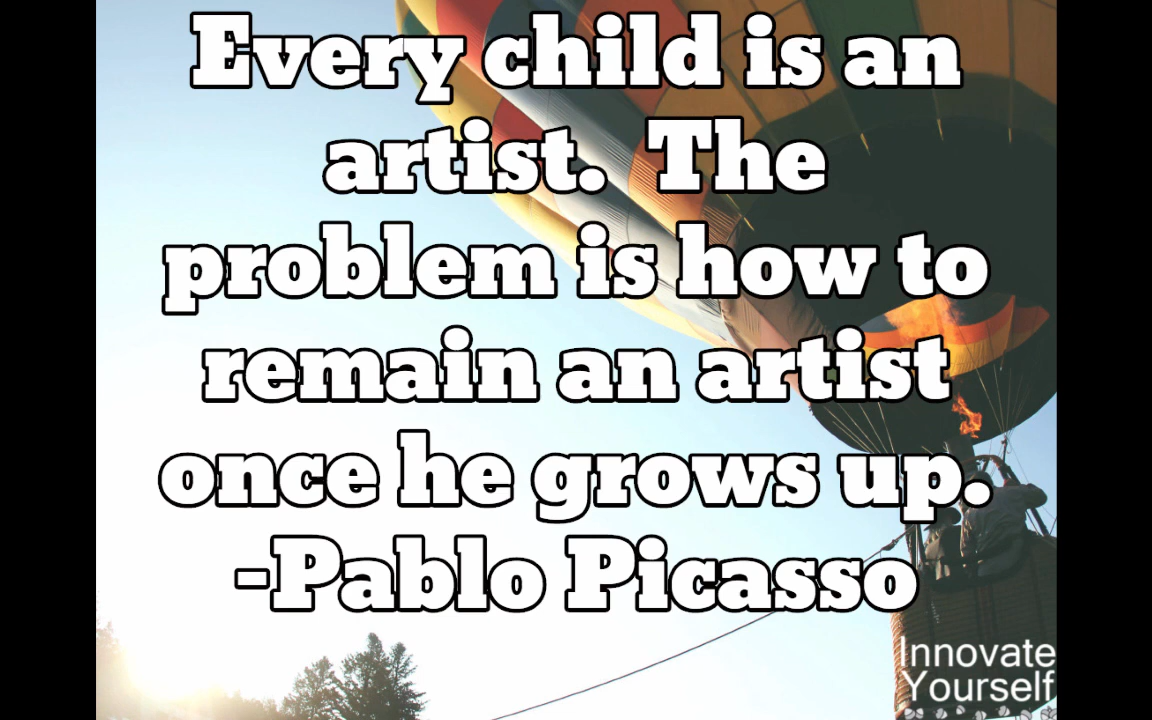 Every child is an
artist.  The
problem is how to
remain an artist
once he grows up.
-Pablo Picasso
Innovate
Yourself